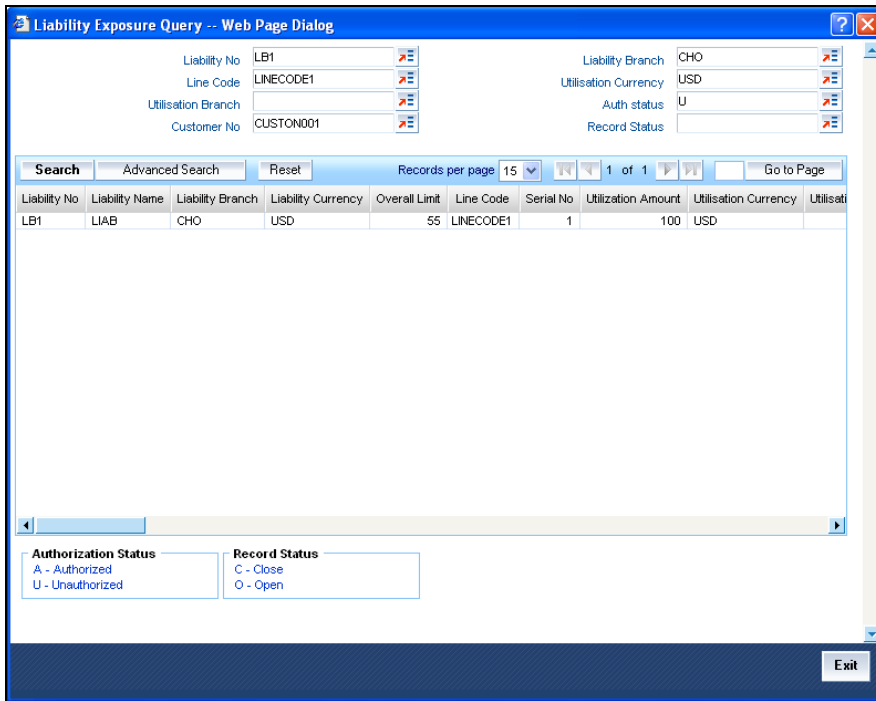 Liability Exposure Query -- Web Page Dialog
Liability No LB1 Liability Branch CHO
Line Code LINECODE1 Utilisation Currency USD
Utilisation Branch Auth status U
Customer No CUSTON001 Record Status
Search Advanced Search Reset Records per page 15 1 of 1 Go to Page
Liability No Liability Name Liability Branch Liability Currency Overall Limit Line Code Serial No Utilization Amount Utilisation Currency Utilisati
LB1 LIAB CHO USD 55 LINECODE1 1 100 USD
Authorization Status Record Status
A - Authorized C - Close
U - Unauthorized O - Open
Exit